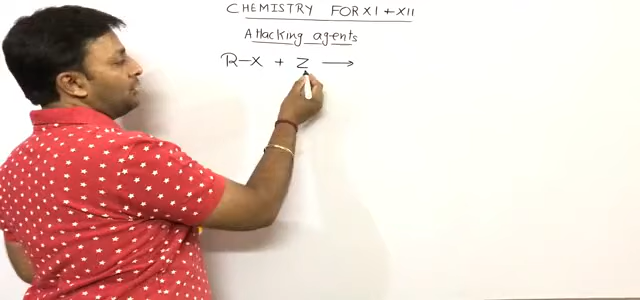 CHEMISTRY FOR XI + XII
Attacking agents
R-X + Z →